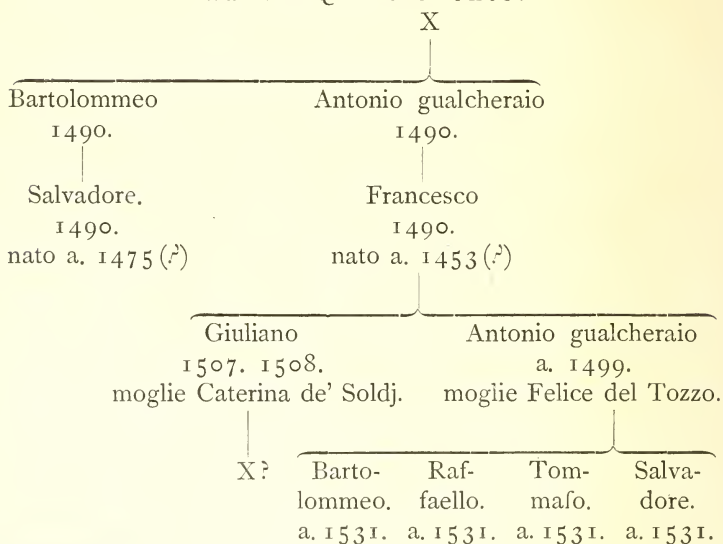 X
Bartolommeo Antonio gualcheraio
1490. 1490.
Salvadore. Francesco
1490. 1490.
nato a. 1475 (?) nato a. 1453 (?)
Giuliano Antonio gualcheraio
1507. 1508. a. 1499.
moglie Caterina de' Soldj. moglie Felice del Tozzo.
X? Barto- Raf- Tom- Salva-
lommeo. faello. maſo. dore.
a. 1531. a. 1531. a. 1531. a. 1531.